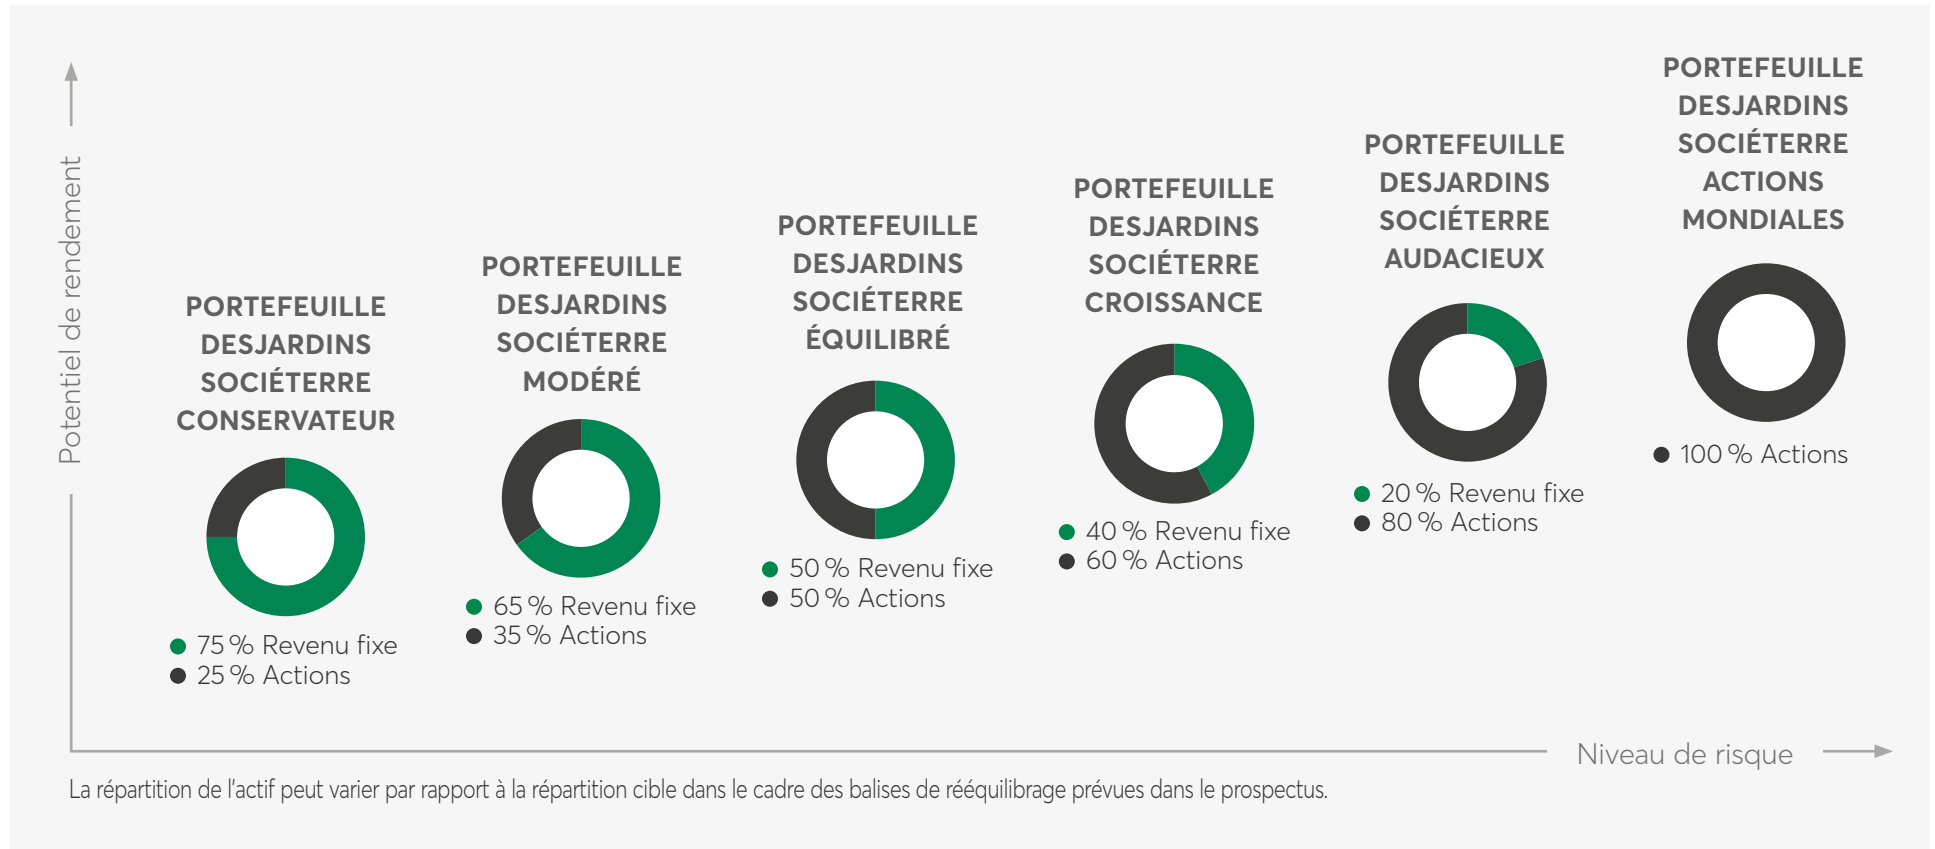 Potentiel de rendement
PORTEFEUILLE
DESJARDINS
SOCIÉTERRE
CONSERVATEUR
75 % Revenu fixe
25 % Actions
PORTEFEUILLE
DESJARDINS
SOCIÉTERRE
MODÉRÉ
65 % Revenu fixe
35 % Actions
PORTEFEUILLE
DESJARDINS
SOCIÉTERRE
ÉQUILIBRÉ
50 % Revenu fixe
50 % Actions
PORTEFEUILLE
DESJARDINS
SOCIÉTERRE
CROISSANCE
40 % Revenu fixe
60 % Actions
PORTEFEUILLE
DESJARDINS
SOCIÉTERRE
AUDACIEUX
20 % Revenu fixe
80 % Actions
PORTEFEUILLE
DESJARDINS
SOCIÉTERRE
ACTIONS
MONDIALES
100 % Actions
Niveau de risque
La répartition de l'actif peut varier par rapport à la répartition cible dans le cadre des balises de rééquilibrage prévues dans le prospectus.